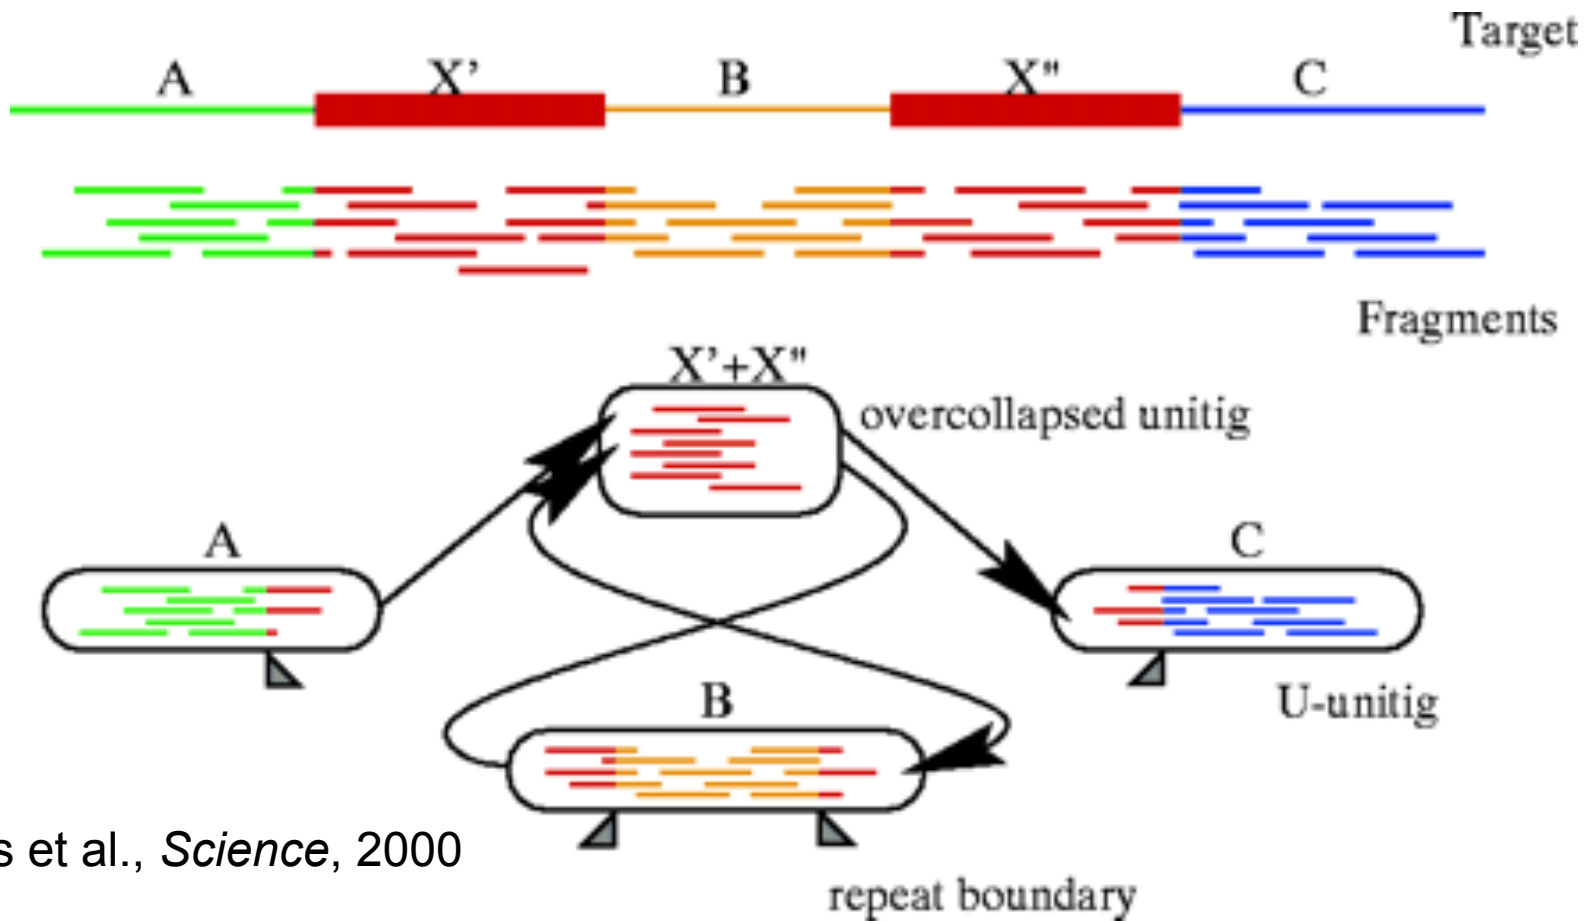 Target
A X' B X" C
Fragments
X'+X"
overcollapsed unitig
A
C
U-unitig
B
s et al., Science, 2000
repeat boundary